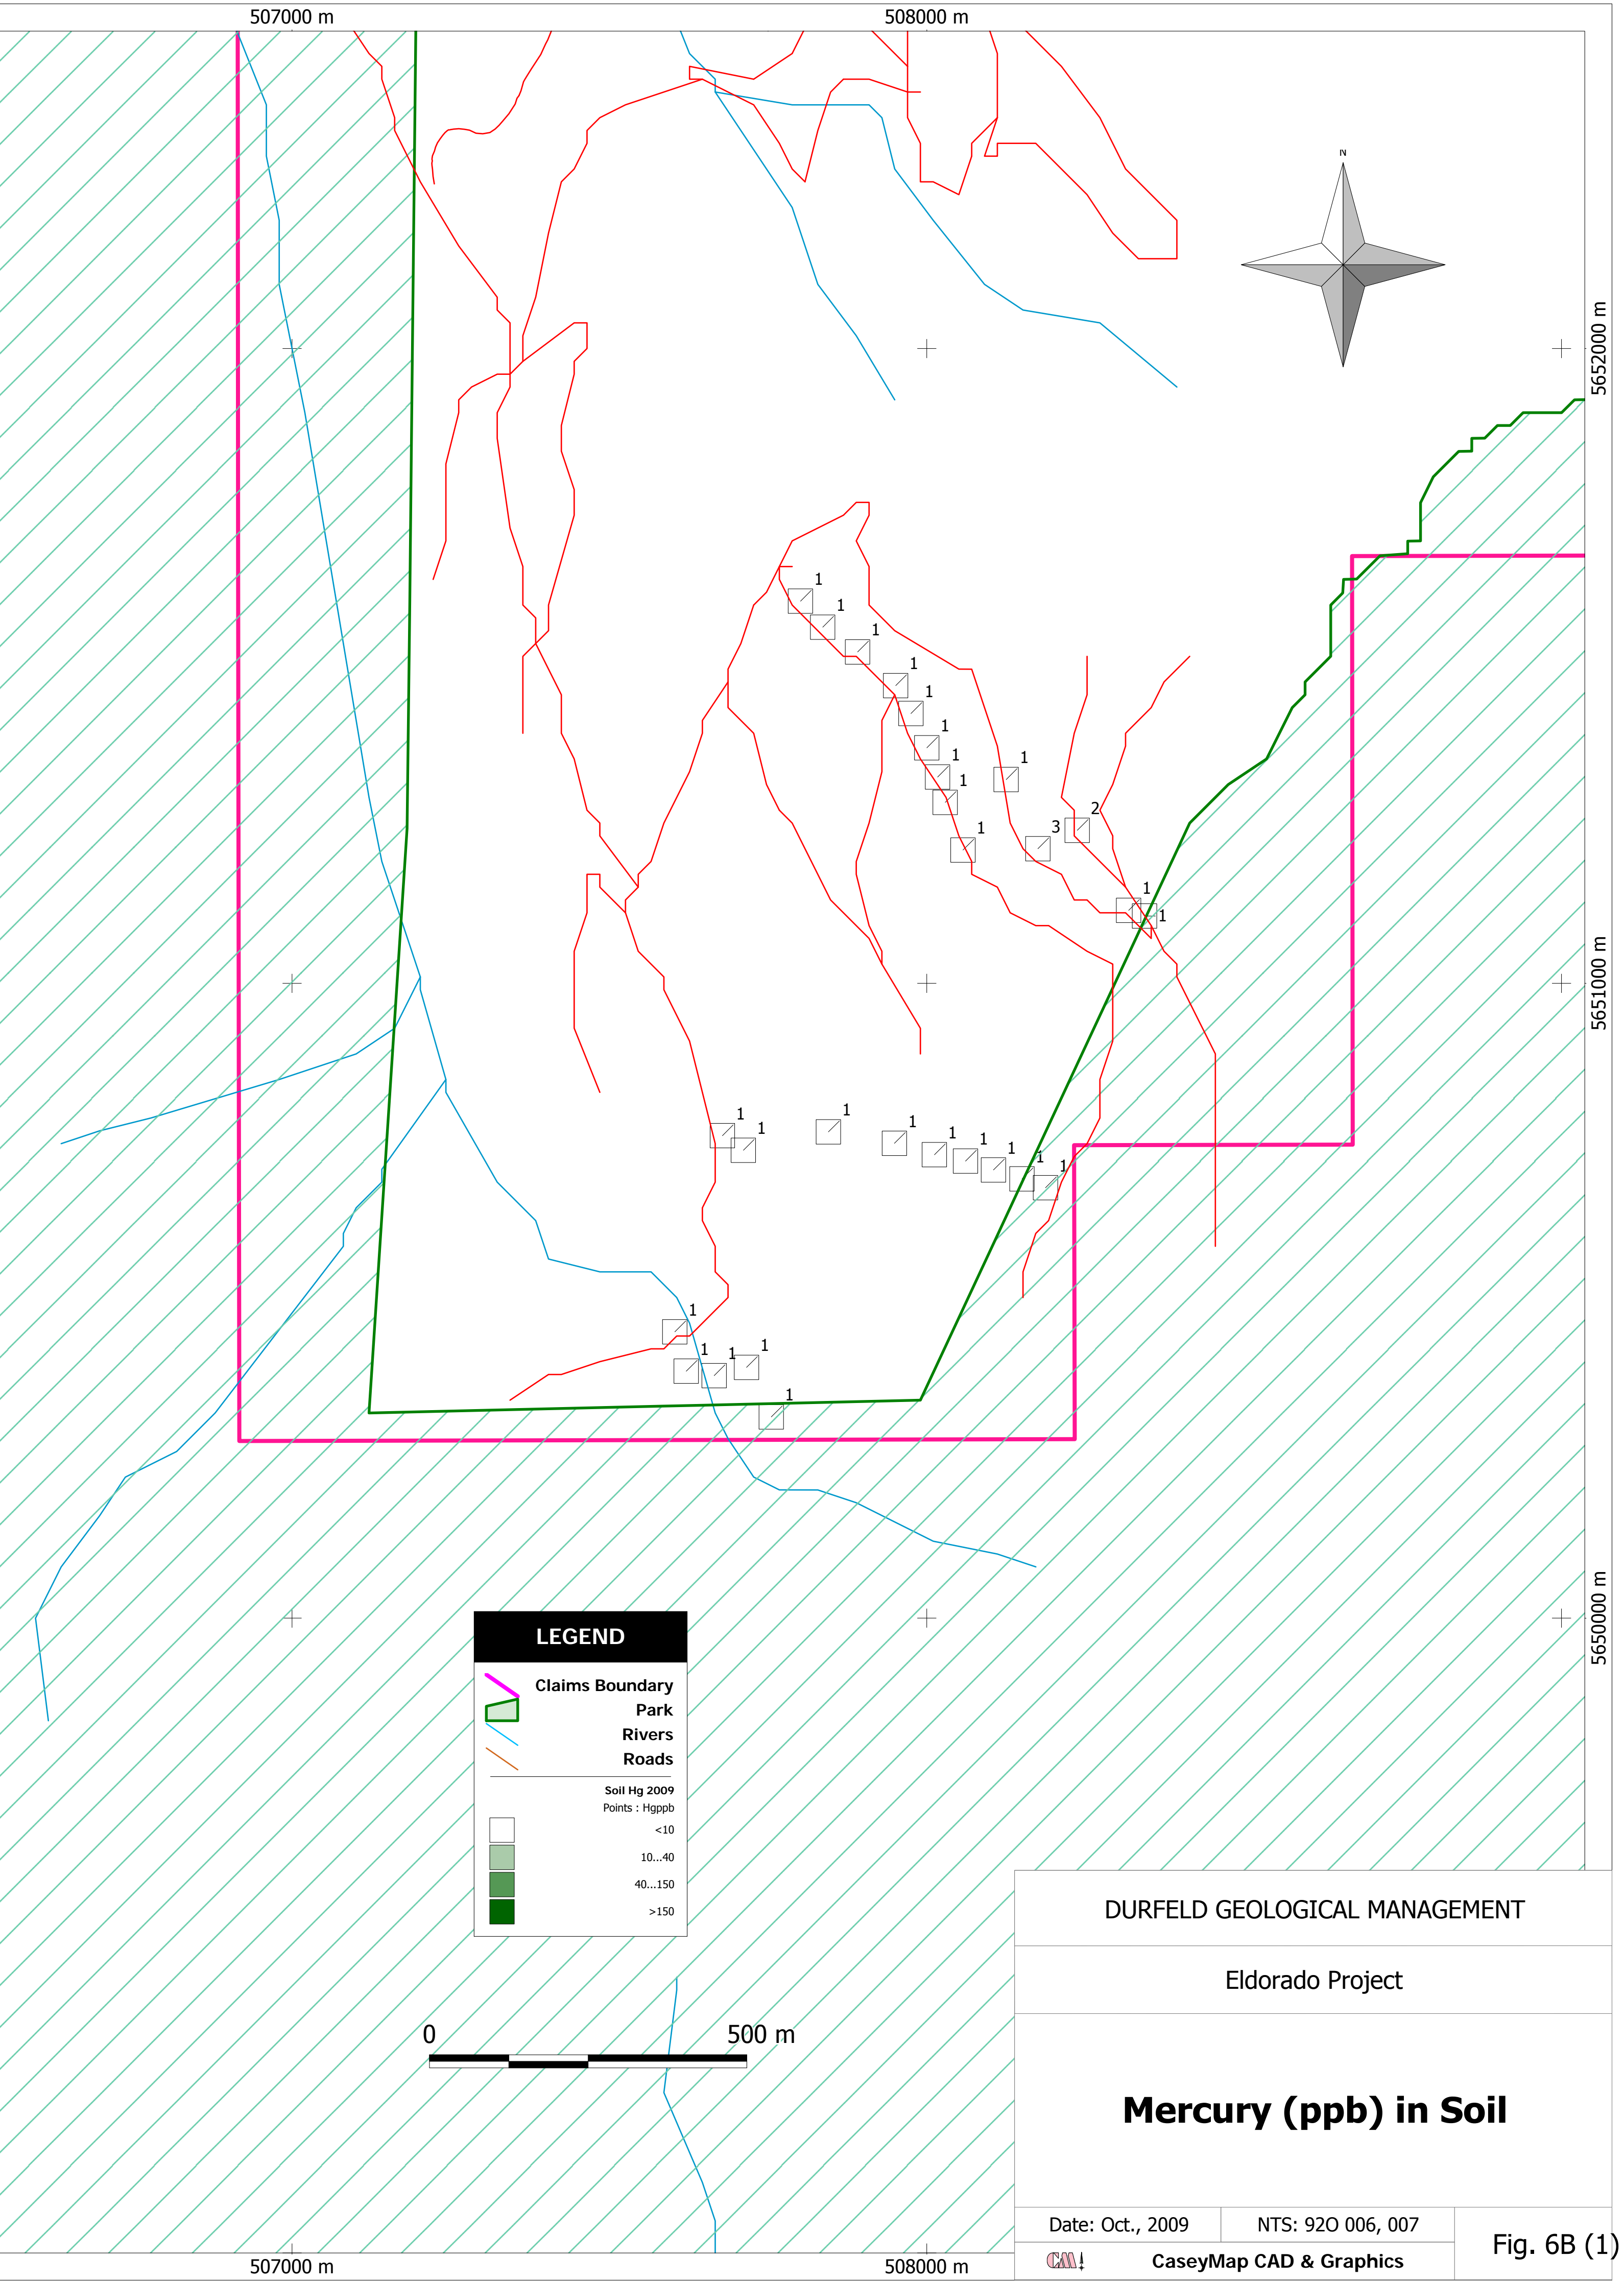 507000 m 508000 m
N
5652000 m
1
1
1
1
1
1
1
1
1
1
2
3
1
1
5651000 m
1
1
1
1
1
1
1
1
1
1
1
1
1
1
5650000 m
LEGEND
Claims Boundary
Park
Rivers
Roads
Soil Hg 2009
Points : Hgppb
<10
10...40
40...150
>150
0 500 m
DURFELD GEOLOGICAL MANAGEMENT
Eldorado Project
Mercury (ppb) in Soil
Date: Oct., 2009 NTS: 92O 006, 007
CM CaseyMap CAD & Graphics
Fig. 6B (1)
507000 m 508000 m